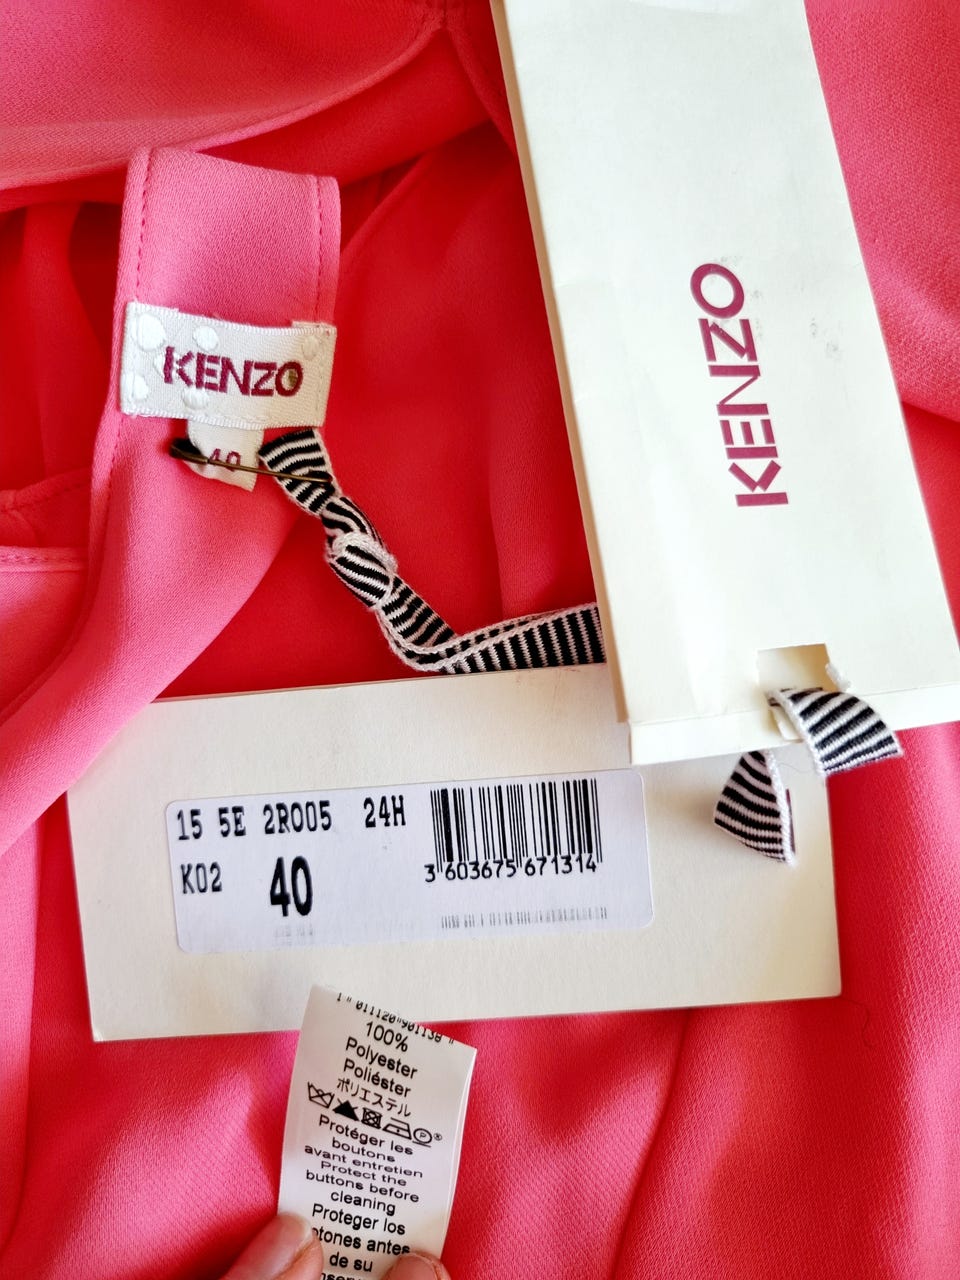 KENZO
40
KENZO
15 5E 2R005 24H
K02 40
3 603675 671314
100%
Polyester
Poliéster
ポリエステル
Protéger les
boutons
avant entretien
Protect the
buttons before
cleaning
Proteger los
otones antes
de su